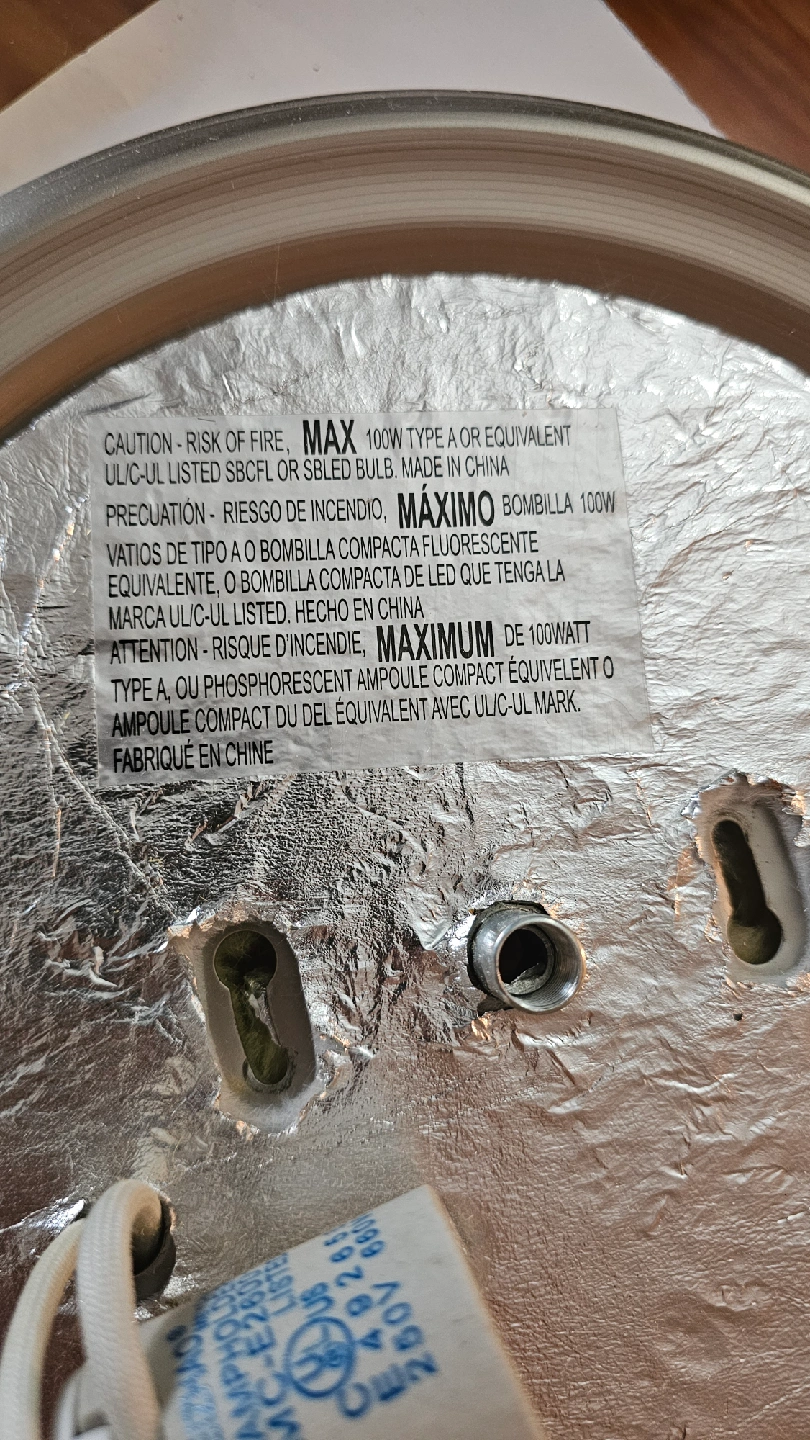 CAUTION - RISK OF FIRE, MAX 100W TYPE A OR EQUIVALENT
UL/C-UL LISTED SBCFL OR SBLED BULB. MADE IN CHINA
PRECUATIÓN - RIESGO DE INCENDIO, MÁXIMO BOMBILLA 100W
VATIOS DE TIPO A O BOMBILLA COMPACTA FLUORESCENTE
EQUIVALENTE, O BOMBILLA COMPACTA DE LED QUE TENGA LA
MARCA UL/C-UL LISTED. HECHO EN CHINA
ATTENTION - RISQUE D'INCENDIE, MAXIMUM DE 100WATT
TYPE A, OU PHOSPHORESCENT AMPOULE COMPACT ÉQUIVELENT O
AMPOULE COMPACT DU DEL ÉQUIVALENT AVEC UL/C-UL MARK.
FABRIQUÉ EN CHINE
UL US
C E
250V